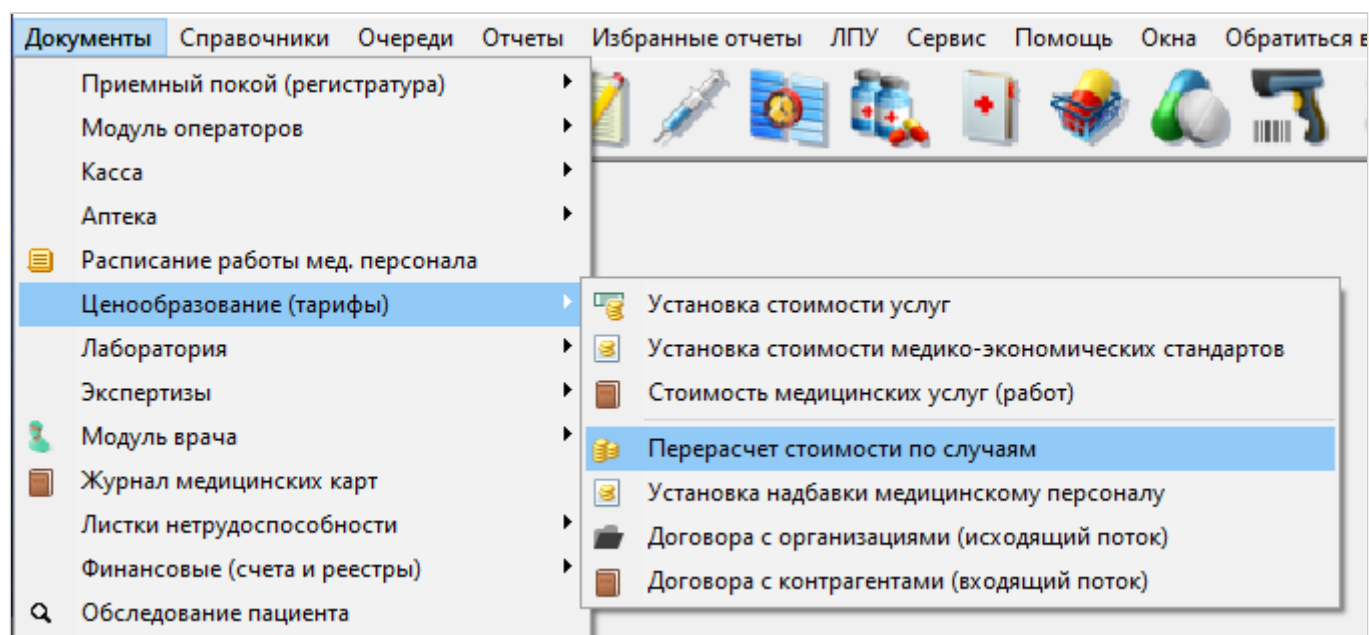 Документы Справочники Очереди Отчеты Избранные отчеты ЛПУ Сервис Помощь Окна Обратиться в
Приемный покой (регистратура)
Модуль операторов
Касса
Аптека
Расписание работы мед. персонала
Ценообразование (тарифы)
Лаборатория
Экспертизы
Модуль врача
Журнал медицинских карт
Листки нетрудоспособности
Финансовые (счета и реестры)
Обследование пациента
Установка стоимости услуг
Установка стоимости медико-экономических стандартов
Стоимость медицинских услуг (работ)
Перерасчет стоимости по случаям
Установка надбавки медицинскому персоналу
Договора с организациями (исходящий поток)
Договора с контрагентами (входящий поток)